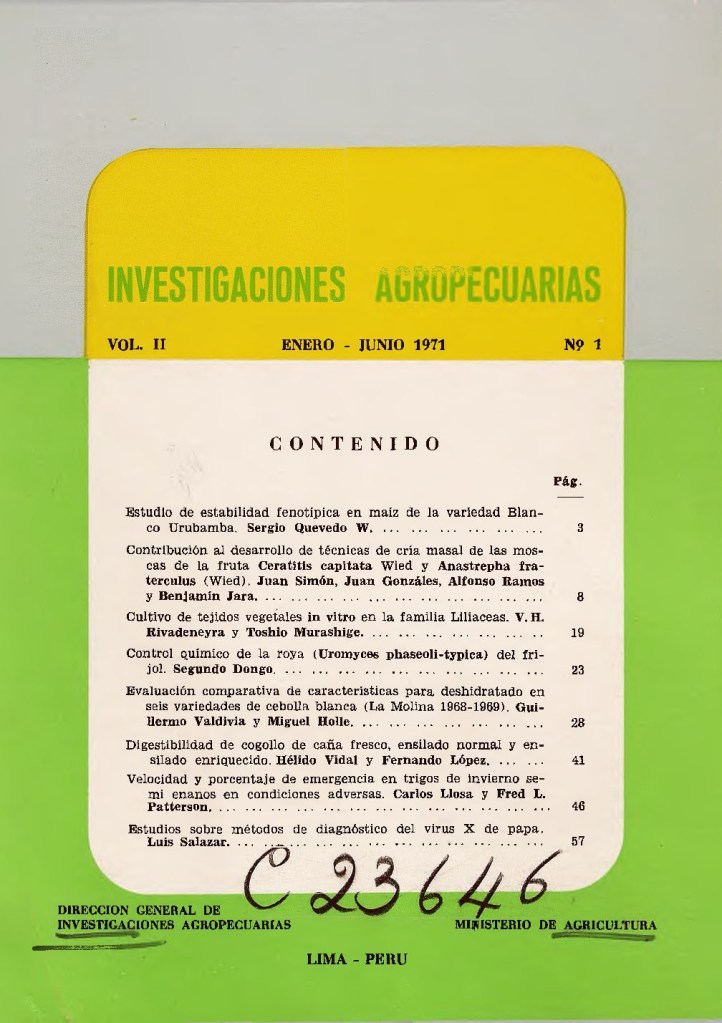 INVESTIGACIONES AGROPECUARIAS
VOL. II ENERO - JUNIO 1971 Nº 1
CONTENIDO
Pág.
Estudio de estabilidad fenotípica en maíz de la variedad Blan-
co Urubamba. Sergio Quevedo W. ... ... ... ... ... ... ... 3
Contribución al desarrollo de técnicas de cría masal de las mos-
cas de la fruta Ceratitis capitata Wied y Anastrepha fra-
terculus (Wied). Juan Simón, Juan Gonzáles, Alfonso Ramos
y Benjamín Jara. ... ... ... ... ... ... ... ... ... ... ... ... 8
Cultivo de tejidos vegetales in vitro en la familia Liliaceas. V. H.
Rivadeneyra y Toshio Murashige. ... ... ... ... ... ... .. 19
Control químico de la roya (Uromyces phaseoli-typica) del fri-
jol. Segundo Dongo. ... ... ... ... ... ... ... ... ... ... ... 23
Evaluación comparativa de características para deshidratado en
seis variedades de cebolla blanca (La Molina 1968-1969). Gui-
llermo Valdivia y Miguel Holle. ... ... ... ... ... ... ... ... 28
Digestibilidad de cogollo de caña fresco, ensilado normal y en-
silado enriquecido. Hélido Vidal y Fernando López. ... ... 41
Velocidad y porcentaje de emergencia en trigos de invierno se-
mi enanos en condiciones adversas. Carlos Llosa y Fred L.
Patterson. ... ... ... ... ... ... ... ... ... ... ... ... ... ... 46
Estudios sobre métodos de diagnóstico del virus X de papa.
Luis Salazar. ... ... ... ... ... ... ... ... ... ... ... ... ... 57
C 23646
DIRECCION GENERAL DE
INVESTIGACIONES AGROPECUARIAS MINISTERIO DE AGRICULTURA
LIMA - PERU